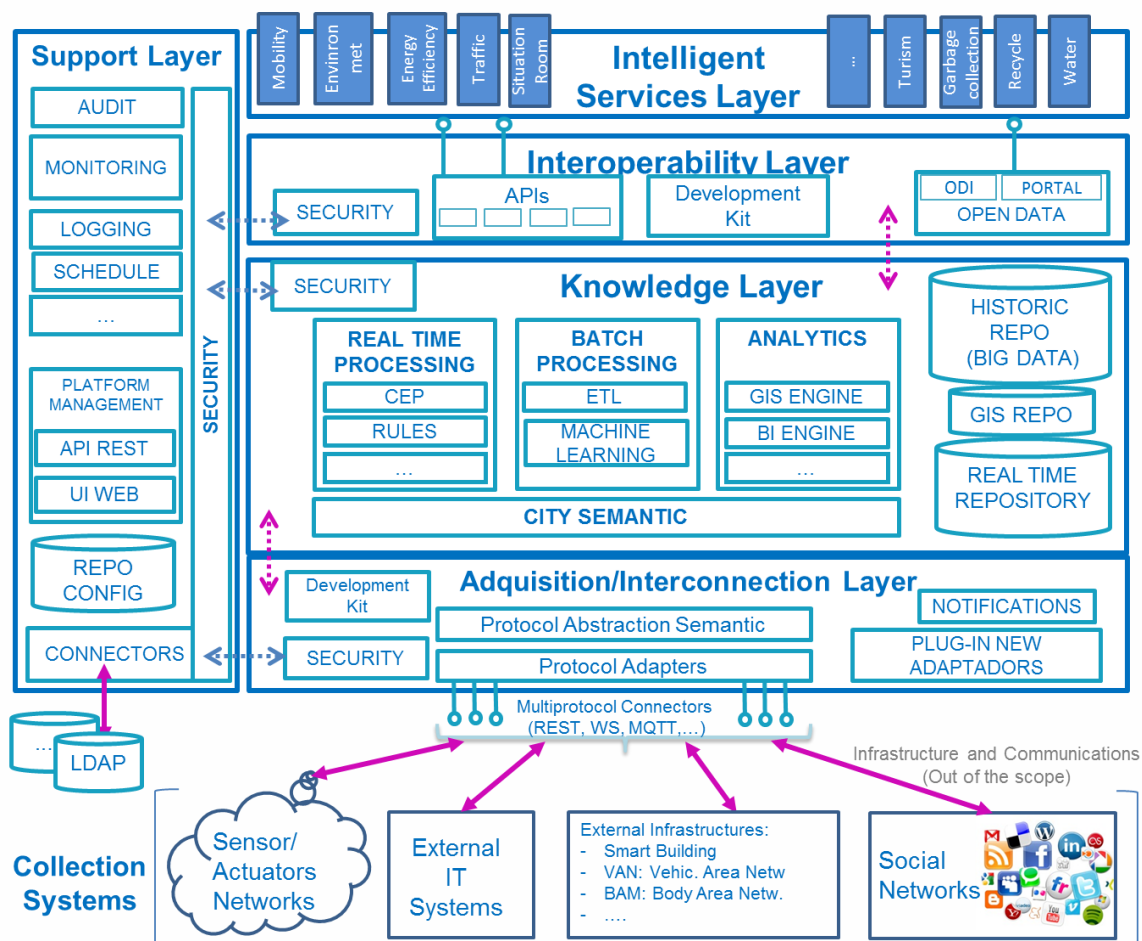 Support Layer
AUDIT
MONITORING
LOGGING
SCHEDULE
...
PLATFORM
MANAGEMENT
API REST
UI WEB
REPO
CONFIG
CONNECTORS
SECURITY
...
LDAP
Mobility
Environ
met
Energy
Efficiency
Traffic
Situation
Room
Intelligent
Services Layer
...
Turism
Garbage
collection
Recycle
Water
Interoperability Layer
SECURITY
APIs
Development
Kit
ODI
PORTAL
OPEN DATA
SECURITY
Knowledge Layer
REAL TIME
PROCESSING
CEP
RULES
...
BATCH
PROCESSING
ETL
MACHINE
LEARNING
ANALYTICS
GIS ENGINE
BI ENGINE
...
CITY SEMANTIC
HISTORIC
REPO
(BIG DATA)
GIS REPO
REAL TIME
REPOSITORY
Adquisition/Interconnection Layer
Development
Kit
SECURITY
Protocol Abstraction Semantic
Protocol Adapters
NOTIFICATIONS
PLUG-IN NEW
ADAPTADORS
Multiprotocol Connectors
(REST, WS, MQTT,...)
Infrastructure and Communications
(Out of the scope)
Collection
Systems
Sensor/
Actuators
Networks
External
IT
Systems
External Infrastructures:
- Smart Building
- VAN: Vehic. Area Netw
- BAM: Body Area Netw.
- ....
Social
Networks